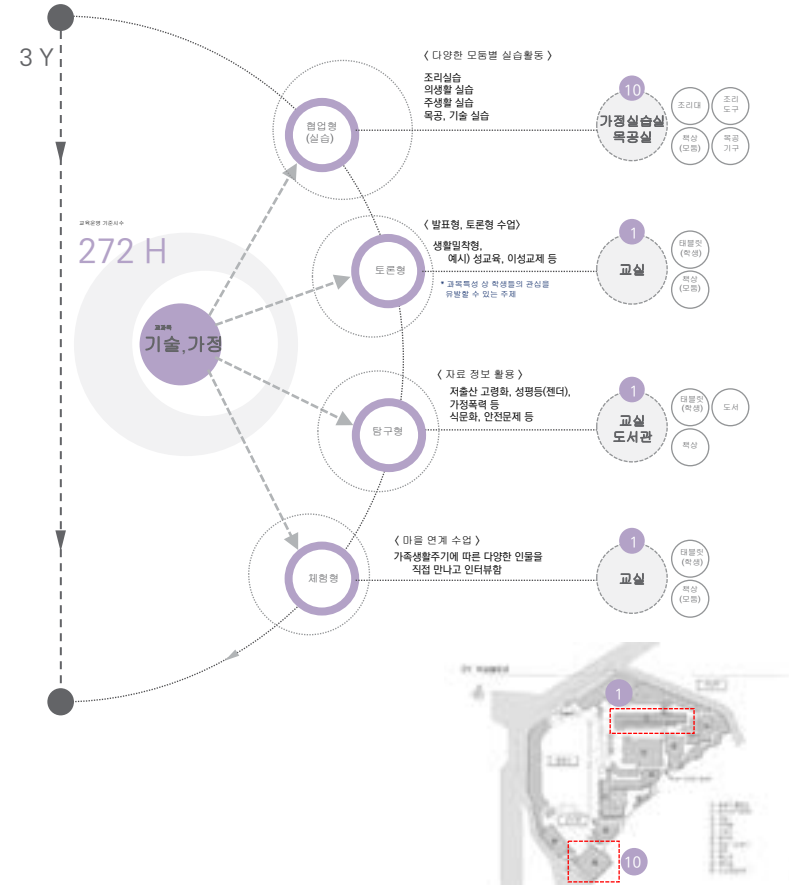 3 Y
교육운영 기준시수
272 H
교과목
기술,가정
협업형
(실습)
< 다양한 모둠별 실습활동 >
조리실습
의생활 실습
주생활 실습
목공, 기술 실습
10
가정실습실
목공실
조리대
조리
도구
책상
(모둠)
목공
기구
토론형
< 발표형, 토론형 수업>
생활밀착형,
예시) 성교육, 이성교제 등
* 과목특성 상 학생들의 관심을
유발할 수 있는 주제
1
교실
태블릿
(학생)
책상
(모둠)
탐구형
< 자료 정보 활용 >
저출산 고령화, 성평등(젠더),
가정폭력 등
식문화, 안전문제 등
1
교실
도서관
태블릿
(학생)
도서
책상
체험형
< 마을 연계 수업 >
가족생활주기에 따른 다양한 인물을
직접 만나고 인터뷰함
1
교실
태블릿
(학생)
책상
(모둠)
1
10